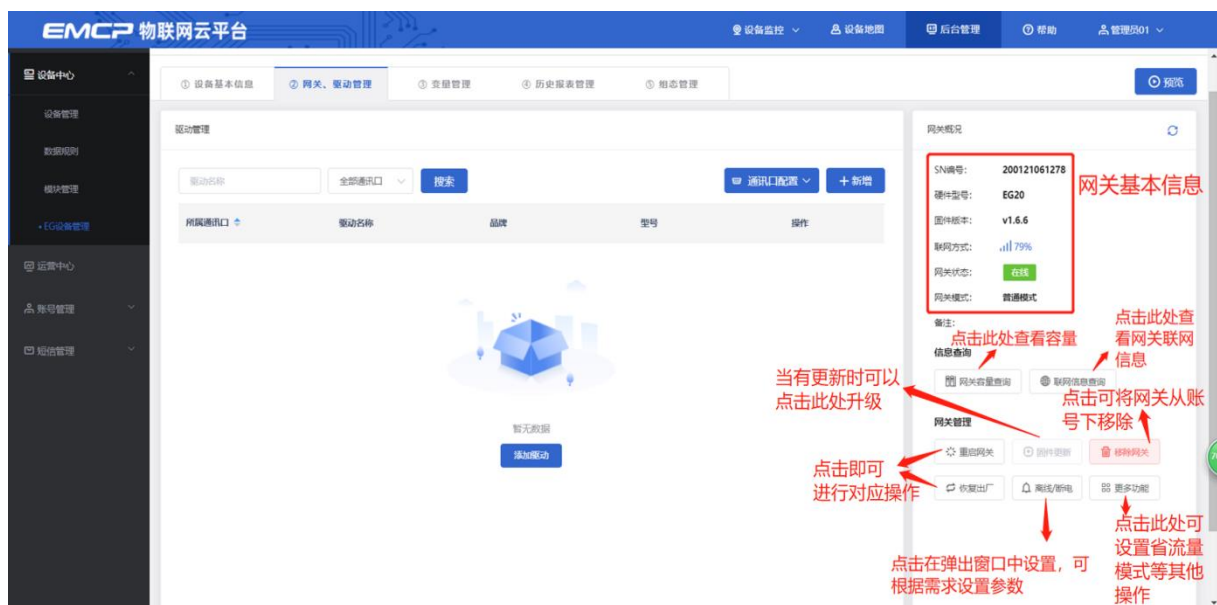 EMCP 物联网云平台
设备监控
设备地图
后台管理
帮助
管理员01
设备中心
设备管理
数据规则
模块管理
• EG设备管理
运营中心
账号管理
短信管理
① 设备基本信息
② 网关、驱动管理
③ 变量管理
④ 历史报表管理
⑤ 组态管理
预览
驱动管理
驱动名称
全部通讯口
搜索
通讯口配置
+ 新增
所属通讯口
驱动名称
品牌
型号
操作
暂无数据
添加驱动
网关概况
SN编号: 200121061278
硬件型号: EG20
固件版本: v1.6.6
联网方式: 79%
网关状态: 在线
网关模式: 普通模式
备注:
网关基本信息
点击此处查看容量
点击此处查
看网关联网
信息
信息查询
网关容量查询
联网信息查询
当有更新时可以
点击此处升级
点击可将网关从账
号下移除
网关管理
重启网关
固件更新
移除网关
点击即可
进行对应操作
恢复出厂
离线/断电
更多功能
点击在弹出窗口中设置,可
根据需求设置参数
点击此处可
设置省流量
模式等其他
操作